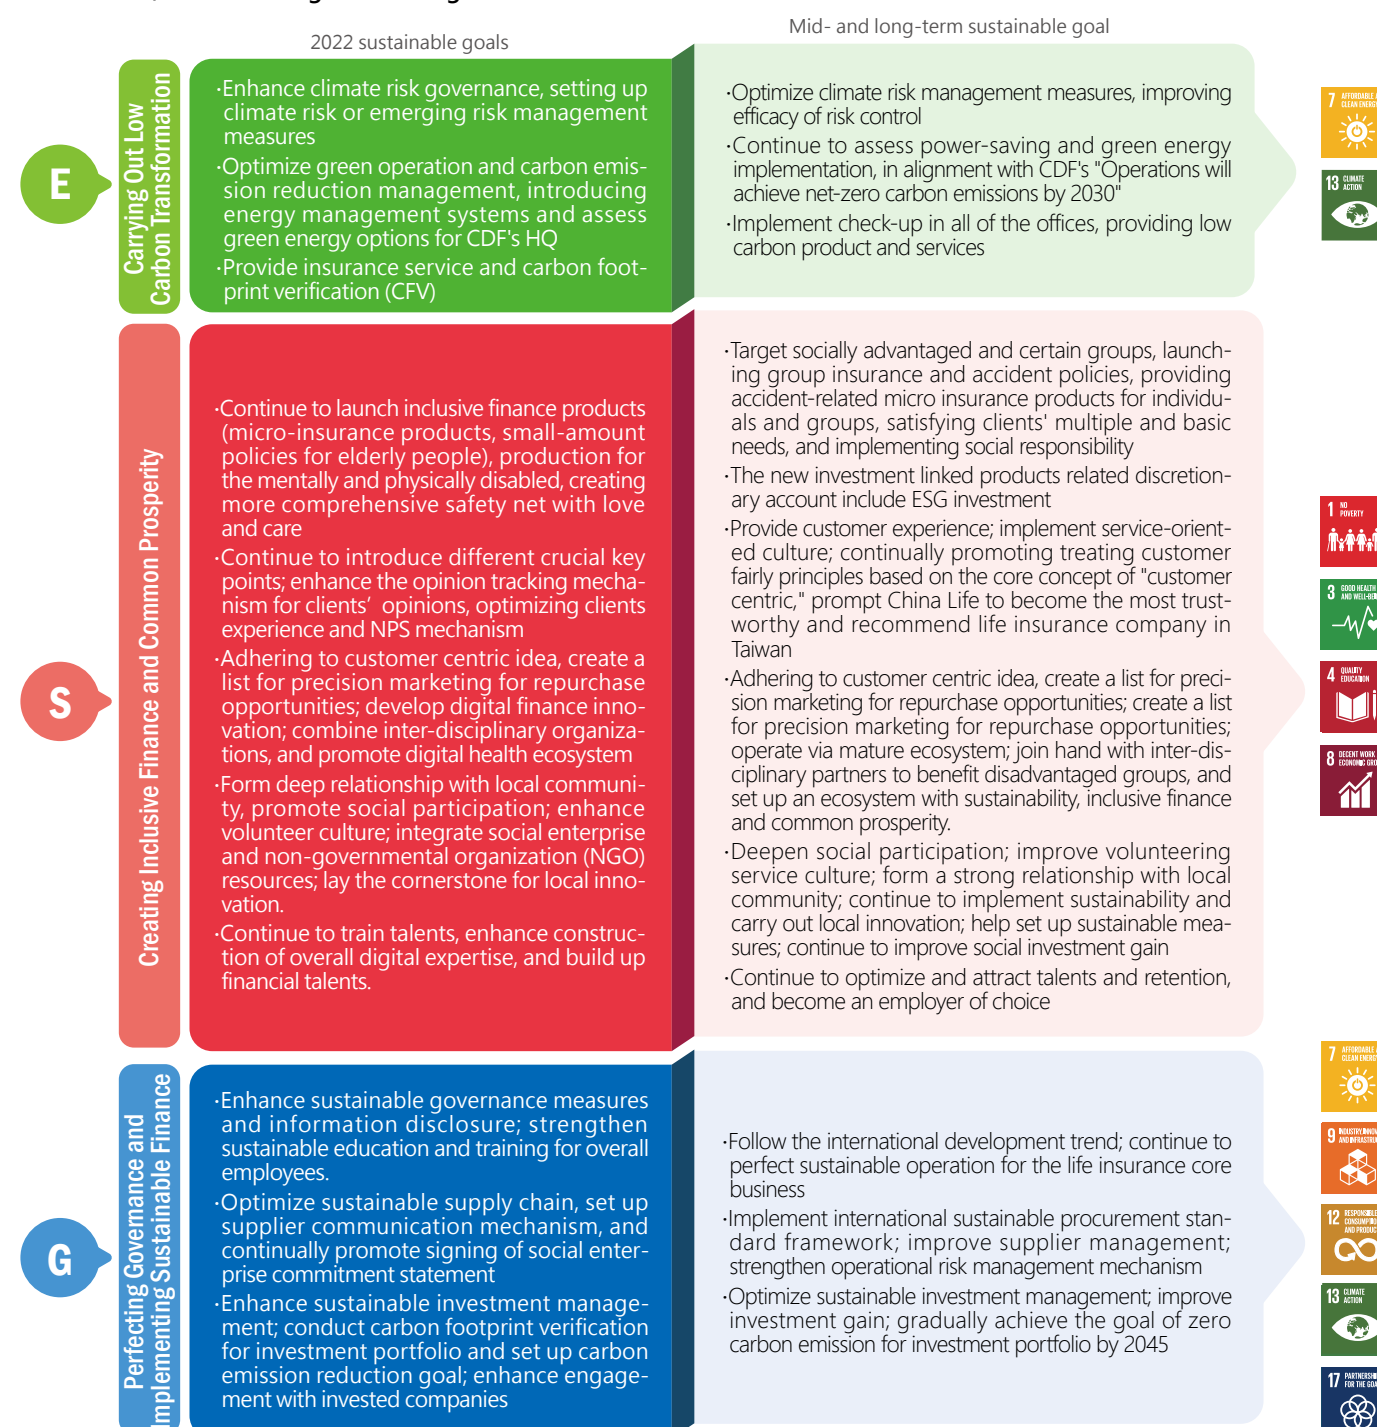 2022 sustainable goals
Mid- and long-term sustainable goal
E
Carrying Out Low
Carbon Transformation
·Enhance climate risk governance, setting up
climate risk or emerging risk management
measures
·Optimize green operation and carbon emis-
sion reduction management, introducing
energy management systems and assess
green energy options for CDF's HQ
·Provide insurance service and carbon foot-
print verification (CFV)
·Optimize climate risk management measures, improving
efficacy of risk control
·Continue to assess power-saving and green energy
implementation, in alignment with CDF's "Operations will
achieve net-zero carbon emissions by 2030"
·Implement check-up in all of the offices, providing low
carbon product and services
7 AFFORDABLE
CLEAN ENERGY
13 CLIMATE
ACTION
S
Creating Inclusive Finance and Common Prosperity
·Continue to launch inclusive finance products
(micro-insurance products, small-amount
policies for elderly people), production for
the mentally and physically disabled, creating
more comprehensive safety net with love
and care
·Continue to introduce different crucial key
points; enhance the opinion tracking mecha-
nism for clients’ opinions, optimizing clients
experience and NPS mechanism
·Adhering to customer centric idea, create a
list for precision marketing for repurchase
opportunities; develop digital finance inno-
vation; combine inter-disciplinary organiza-
tions, and promote digital health ecosystem
·Form deep relationship with local communi-
ty, promote social participation; enhance
volunteer culture; integrate social enterprise
and non-governmental organization (NGO)
resources; lay the cornerstone for local inno-
vation.
·Continue to train talents, enhance construc-
tion of overall digital expertise, and build up
financial talents.
·Target socially advantaged and certain groups, launch-
ing group insurance and accident policies, providing
accident-related micro insurance products for individu-
als and groups, satisfying clients' multiple and basic
needs, and implementing social responsibility
·The new investment linked products related discretion-
ary account include ESG investment
·Provide customer experience; implement service-orient-
ed culture; continually promoting treating customer
fairly principles based on the core concept of "customer
centric," prompt China Life to become the most trust-
worthy and recommend life insurance company in
Taiwan
·Adhering to customer centric idea, create a list for preci-
sion marketing for repurchase opportunities; create a list
for precision marketing for repurchase opportunities;
operate via mature ecosystem; join hand with inter-dis-
ciplinary partners to benefit disadvantaged groups, and
set up an ecosystem with sustainability, inclusive finance
and common prosperity.
·Deepen social participation; improve volunteering
service culture; form a strong relationship with local
community; continue to implement sustainability and
carry out local innovation; help set up sustainable mea-
sures; continue to improve social investment gain
·Continue to optimize and attract talents and retention,
and become an employer of choice
1 NO
POVERTY
3 GOOD HEALTH
AND WELL-BE
4 QUALITY
EDUCATION
8 DECENT WORK
ECONOMIC GRO
G
Perfecting Governance and
Implementing Sustainable Finance
·Enhance sustainable governance measures
and information disclosure; strengthen
sustainable education and training for overall
employees.
·Optimize sustainable supply chain, set up
supplier communication mechanism, and
continually promote signing of social enter-
prise commitment statement
·Enhance sustainable investment manage-
ment; conduct carbon footprint verification
for investment portfolio and set up carbon
emission reduction goal; enhance engage-
ment with invested companies
·Follow the international development trend; continue to
perfect sustainable operation for the life insurance core
business
·Implement international sustainable procurement stan-
dard framework; improve supplier management;
strengthen operational risk management mechanism
·Optimize sustainable investment management; improve
investment gain; gradually achieve the goal of zero
carbon emission for investment portfolio by 2045
7 AFFORDABLE
CLEAN ENERGY
9 INDUSTRY, INNOV
AND INFRASTRU
12 RESPONSIBLE
CONSUMPTIO
AND PRODUC
13 CLIMATE
ACTION
17 PARTNERSHI
FOR THE GOA